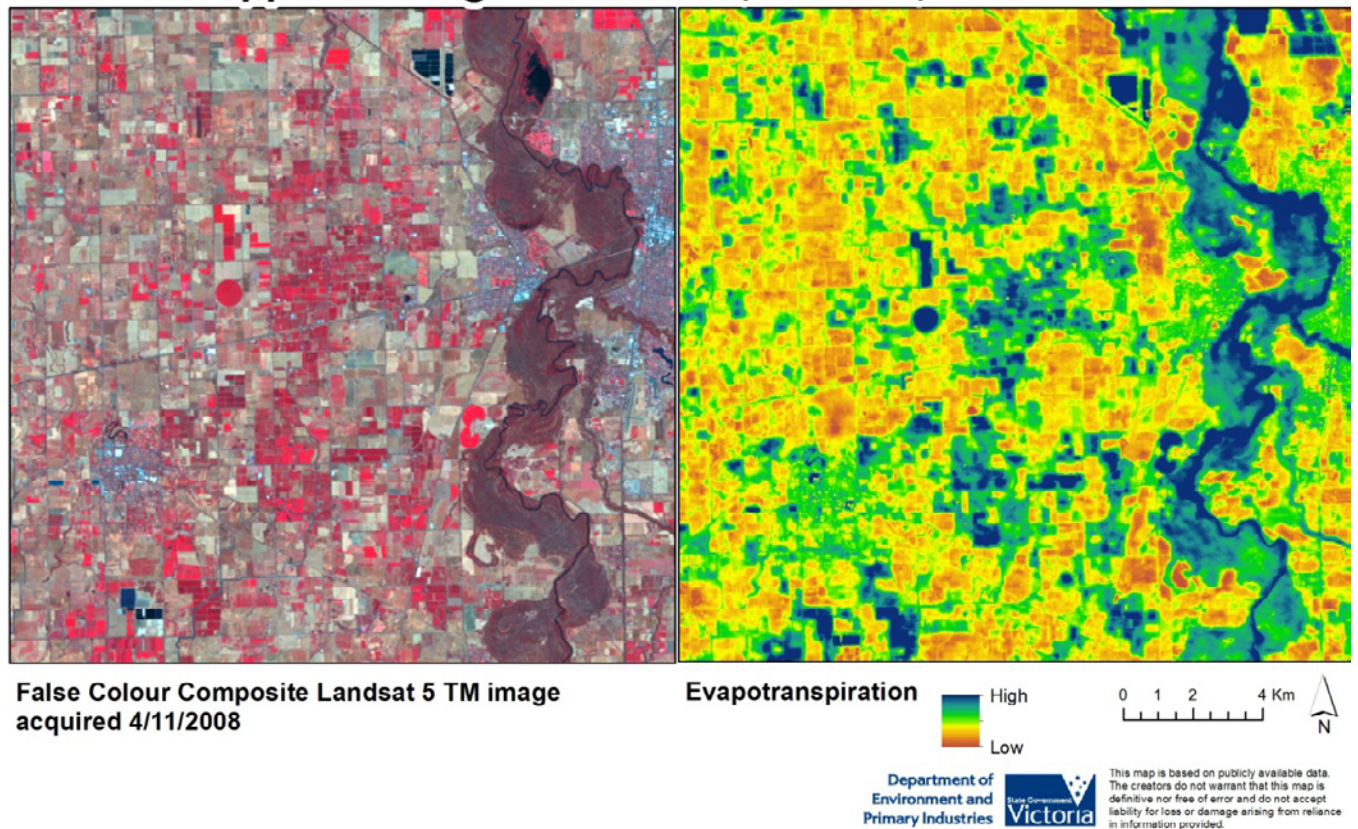 False Colour Composite Landsat 5 TM image
acquired 4/11/2008
Evapotranspiration
High
Low
0 1 2 4 Km
N
Department of
Environment and
Primary Industries
State Government
Victoria
This map is based on publicly available data.
The creators do not warrant that this map is
definitive nor free of error and do not accept
liability for loss or damage arising from reliance
in information provided.